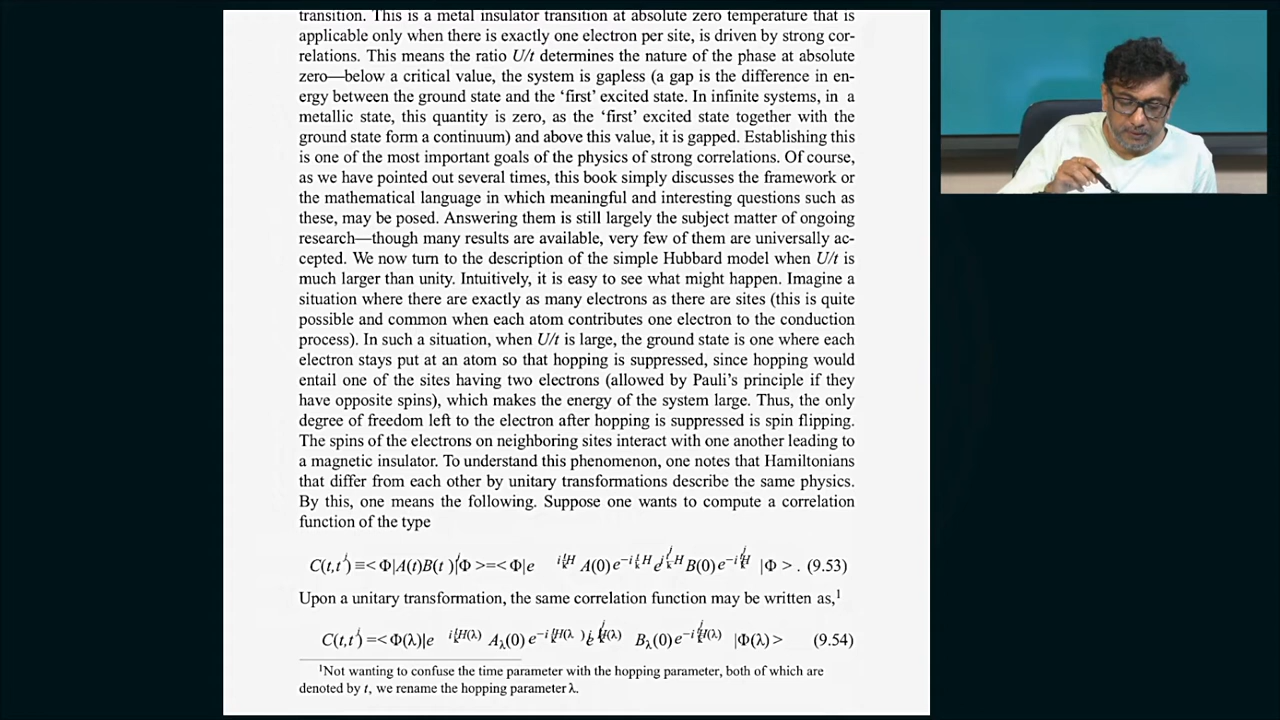 transition. This is a metal insulator transition at absolute zero temperature that is
applicable only when there is exactly one electron per site, is driven by strong cor-
relations. This means the ratio U/t determines the nature of the phase at absolute
zero—below a critical value, the system is gapless (a gap is the difference in en-
ergy between the ground state and the ‘first’ excited state. In infinite systems, in a
metallic state, this quantity is zero, as the ‘first’ excited state together with the
ground state form a continuum) and above this value, it is gapped. Establishing this
is one of the most important goals of the physics of strong correlations. Of course,
as we have pointed out several times, this book simply discusses the framework or
the mathematical language in which meaningful and interesting questions such as
these, may be posed. Answering them is still largely the subject matter of ongoing
research—though many results are available, very few of them are universally ac-
cepted. We now turn to the description of the simple Hubbard model when U/t is
much larger than unity. Intuitively, it is easy to see what might happen. Imagine a
situation where there are exactly as many electrons as there are sites (this is quite
possible and common when each atom contributes one electron to the conduction
process). In such a situation, when U/t is large, the ground state is one where each
electron stays put at an atom so that hopping is suppressed, since hopping would
entail one of the sites having two electrons (allowed by Pauli’s principle if they
have opposite spins), which makes the energy of the system large. Thus, the only
degree of freedom left to the electron after hopping is suppressed is spin flipping.
The spins of the electrons on neighboring sites interact with one another leading to
a magnetic insulator. To understand this phenomenon, one notes that Hamiltonians
that differ from each other by unitary transformations describe the same physics.
By this, one means the following. Suppose one wants to compute a correlation
function of the type
C(t,t′) ≡< Φ|A(t)B(t′)|Φ >=< Φ|e A(0) e B(0) e |Φ > . (9.53)
Upon a unitary transformation, the same correlation function may be written as,¹
C(t,t′) =< Φ(λ)|e A_λ(0) e B_λ(0) e |Φ(λ) > (9.54)
¹Not wanting to confuse the time parameter with the hopping parameter, both of which are
denoted by t, we rename the hopping parameter λ.